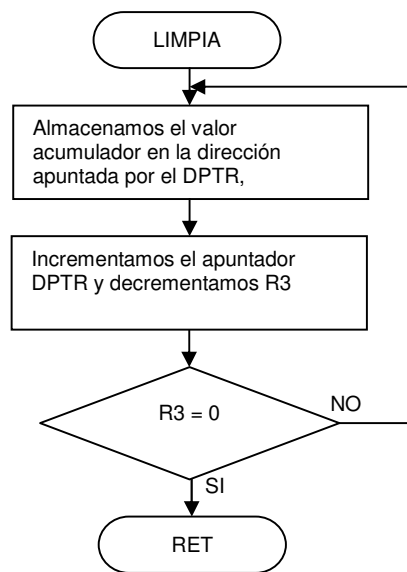 LIMPIA
Almacenamos el valor
acumulador en la dirección
apuntada por el DPTR,
Incrementamos el apuntador
DPTR y decrementamos R3
R3 = 0
NO
SI
RET